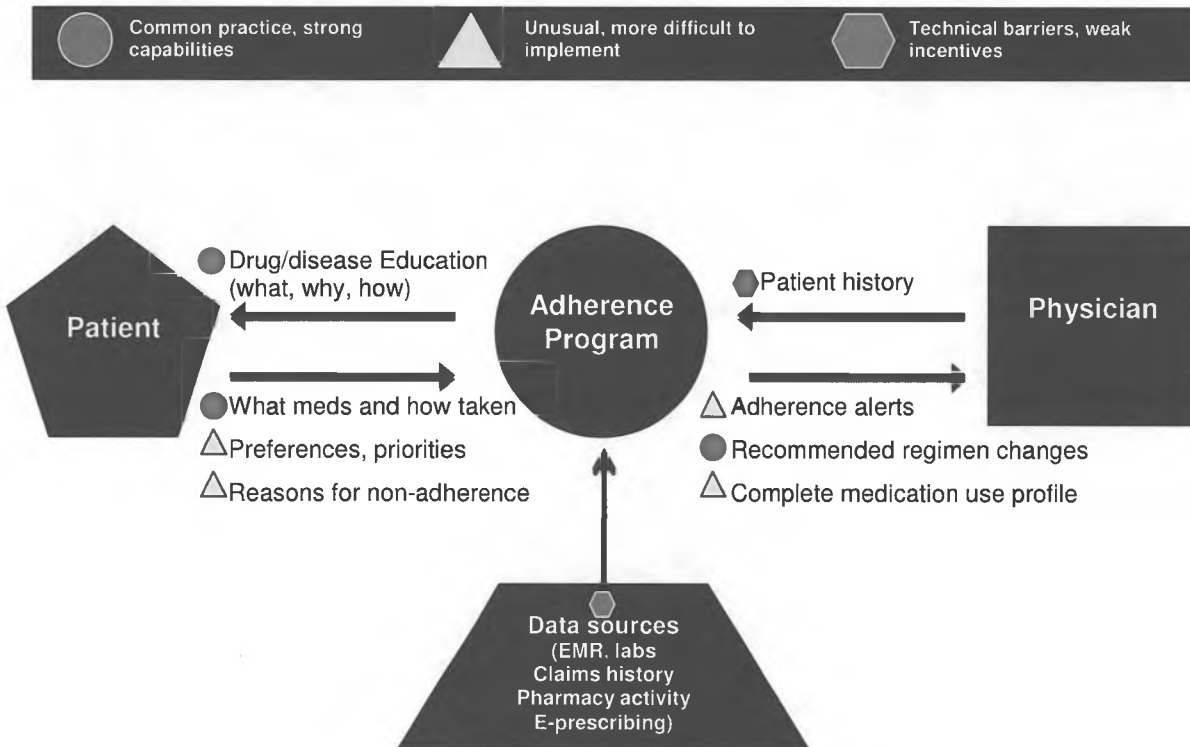 Common practice, strong
capabilities
Unusual, more difficult to
implement
Technical barriers, weak
incentives
Patient
Drug/disease Education
(what, why, how)
What meds and how taken
Preferences, priorities
Reasons for non-adherence
Adherence
Program
Patient history
Adherence alerts
Recommended regimen changes
Complete medication use profile
Physician
Data sources
(EMR. labs
Claims history
Pharmacy activity
E-prescribing)